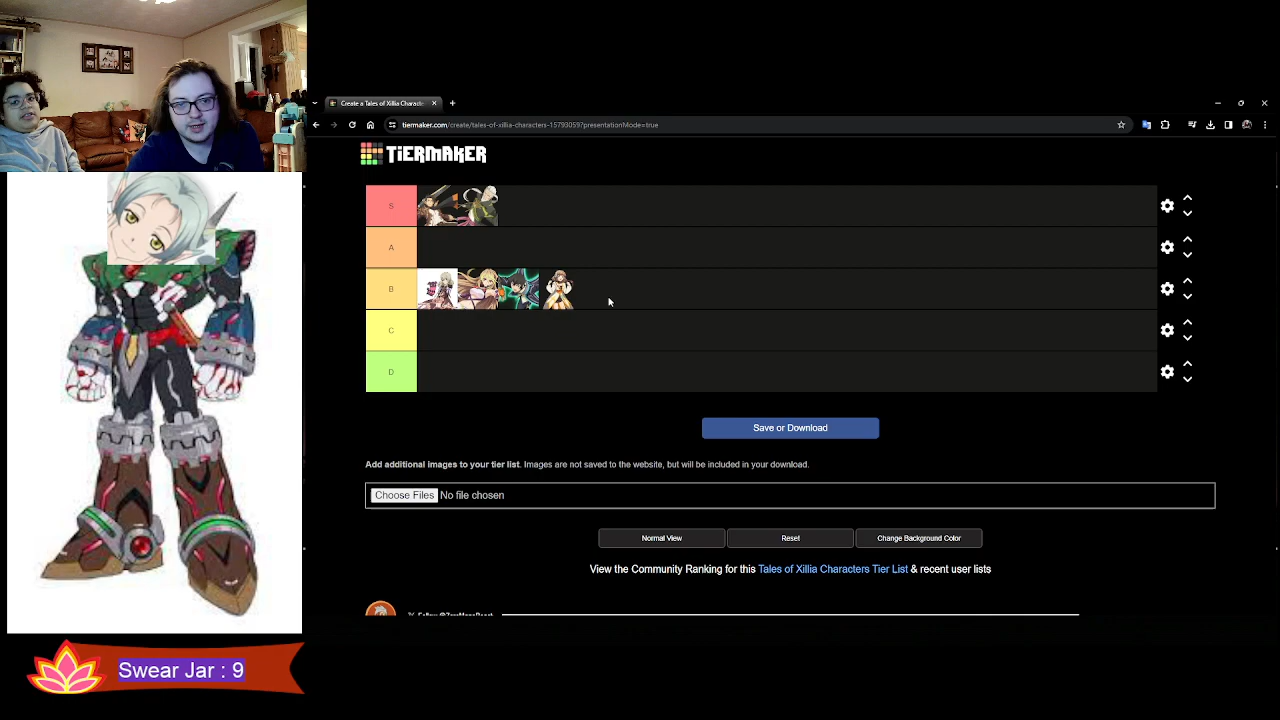 Create a Tales of Xillia Characte
tiermaker.com/create/tales-of-xillia-characters-15793059?presentationMode=true
TIERMAKER
S
A
B
C
D
Save or Download
Add additional images to your tier list. Images are not saved to the website, but will be included in your download.
Choose Files No file chosen
Normal View
Reset
Change Background Color
View the Community Ranking for this Tales of Xillia Characters Tier List & recent user lists
Swear Jar : 9